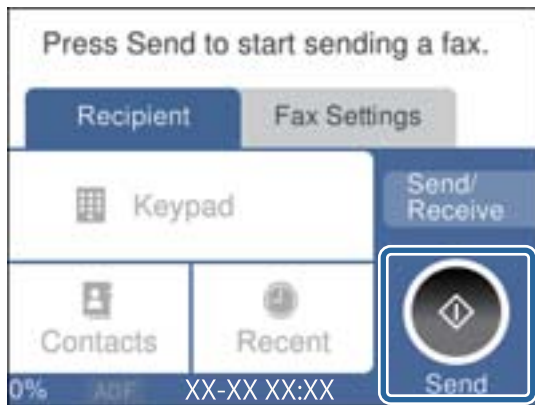 Press Send to start sending a fax.
Recipient
Fax Settings
Keypad
Send/
Receive
Contacts
Recent
0%
ADF
XX-XX XX:XX
Send